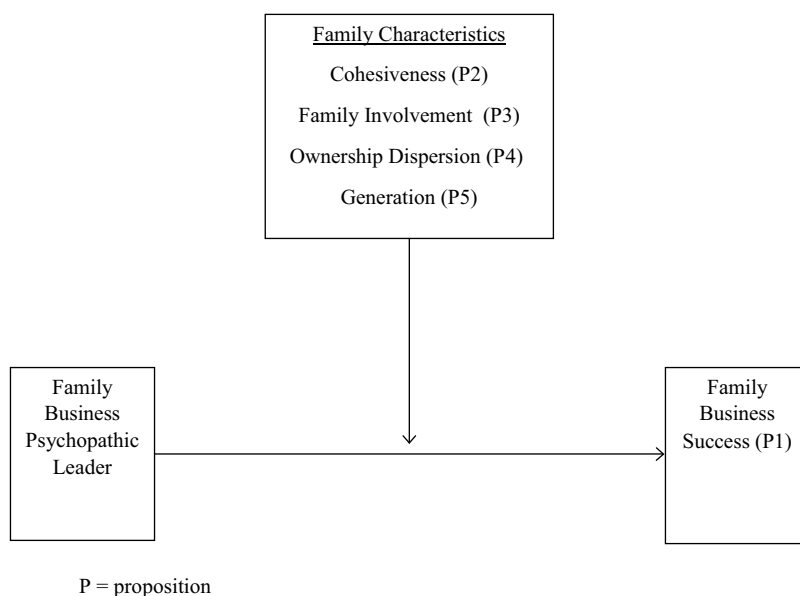 Family Characteristics
Cohesiveness (P2)
Family Involvement (P3)
Ownership Dispersion (P4)
Generation (P5)
Family
Business
Psychopathic
Leader
Family
Business
Success (P1)
P = proposition